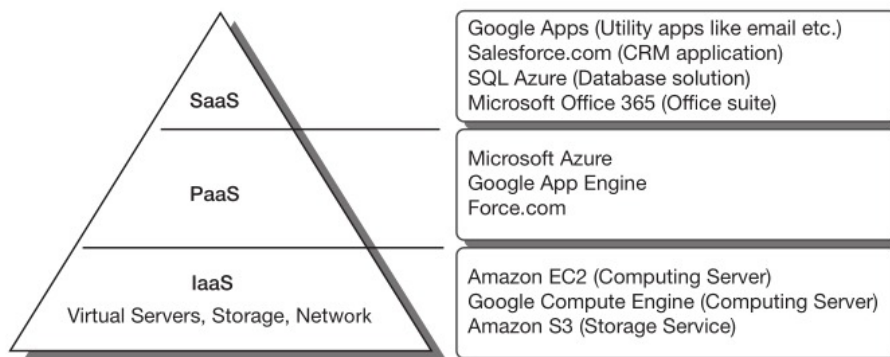 SaaS
Google Apps (Utility apps like email etc.)
Salesforce.com (CRM application)
SQL Azure (Database solution)
Microsoft Office 365 (Office suite)
PaaS
Microsoft Azure
Google App Engine
Force.com
IaaS
Virtual Servers, Storage, Network
Amazon EC2 (Computing Server)
Google Compute Engine (Computing Server)
Amazon S3 (Storage Service)